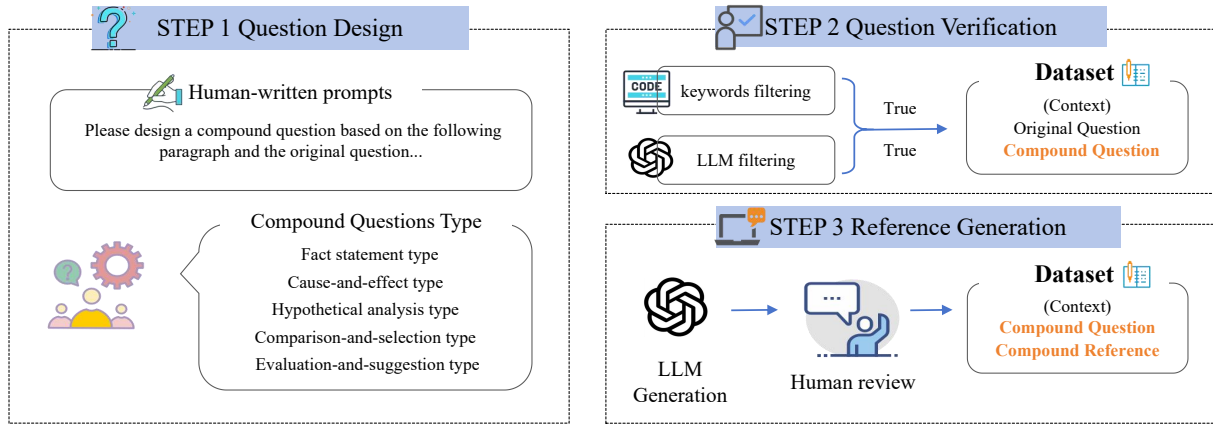 STEP 1 Question Design
Human-written prompts
Please design a compound question based on the following
paragraph and the original question...
Compound Questions Type
Fact statement type
Cause-and-effect type
Hypothetical analysis type
Comparison-and-selection type
Evaluation-and-suggestion type
STEP 2 Question Verification
CODE
keywords filtering
True
LLM filtering
True
Dataset
(Context)
Original Question
Compound Question
STEP 3 Reference Generation
LLM
Generation
Human review
Dataset
(Context)
Compound Question
Compound Reference